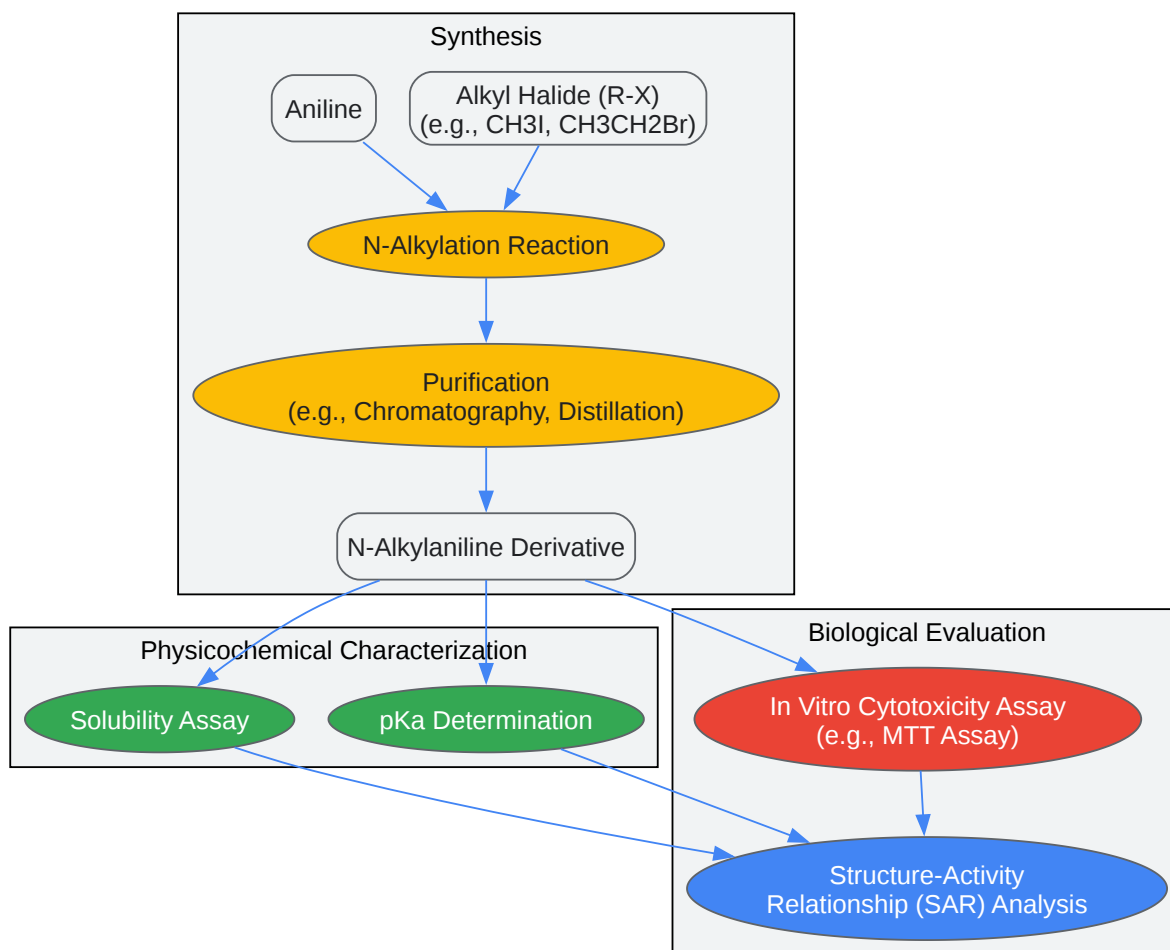 Synthesis
Aniline
Alkyl Halide (R-X)
(e.g., CH3I, CH3CH2Br)
N-Alkylation Reaction
Purification
(e.g., Chromatography, Distillation)
N-Alkylaniline Derivative
Physicochemical Characterization
Solubility Assay
pKa Determination
Biological Evaluation
In Vitro Cytotoxicity Assay
(e.g., MTT Assay)
Structure-Activity
Relationship (SAR) Analysis